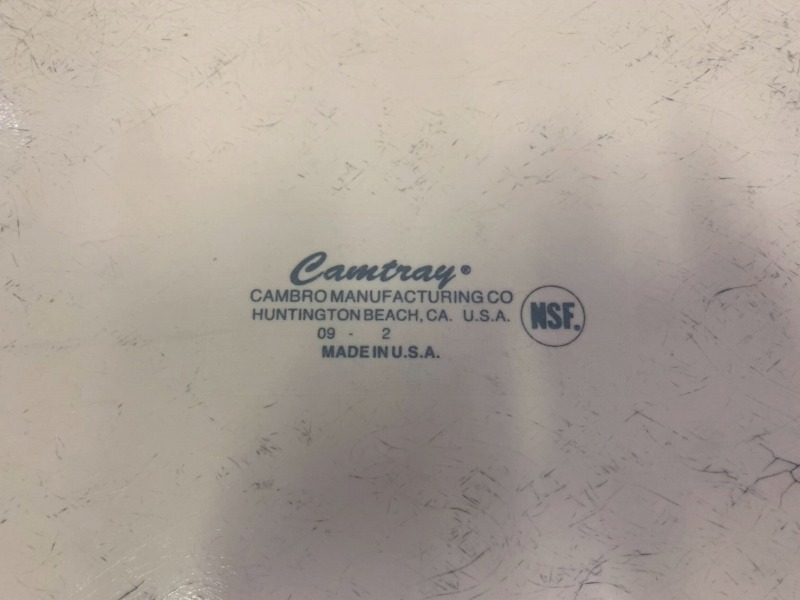 Camtray®
CAMBRO MANUFACTURING CO
HUNTINGTON BEACH, CA. U.S.A.
09 - 2
MADE IN U.S.A.
NSF.